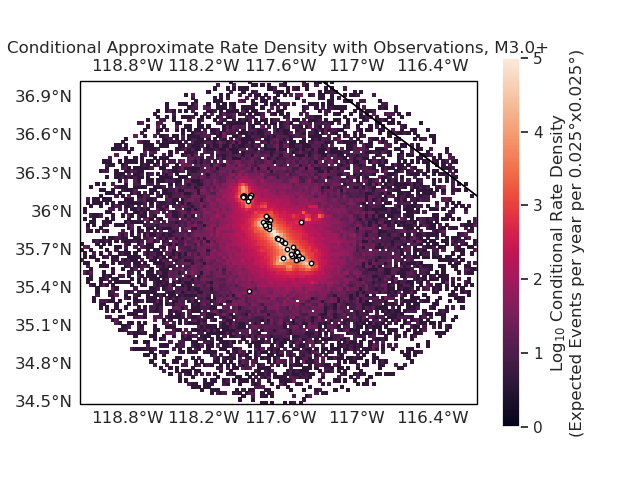 Conditional Approximate Rate Density with Observations, M3.0+
118.8°W 118.2°W 117.6°W 117°W 116.4°W
36.9°N
36.6°N
36.3°N
36°N
35.7°N
35.4°N
35.1°N
34.8°N
34.5°N
118.8°W 118.2°W 117.6°W 117°W 116.4°W
5
4
3
2
1
0
Log₁₀ Conditional Rate Density
(Expected Events per year per 0.025°x0.025°)